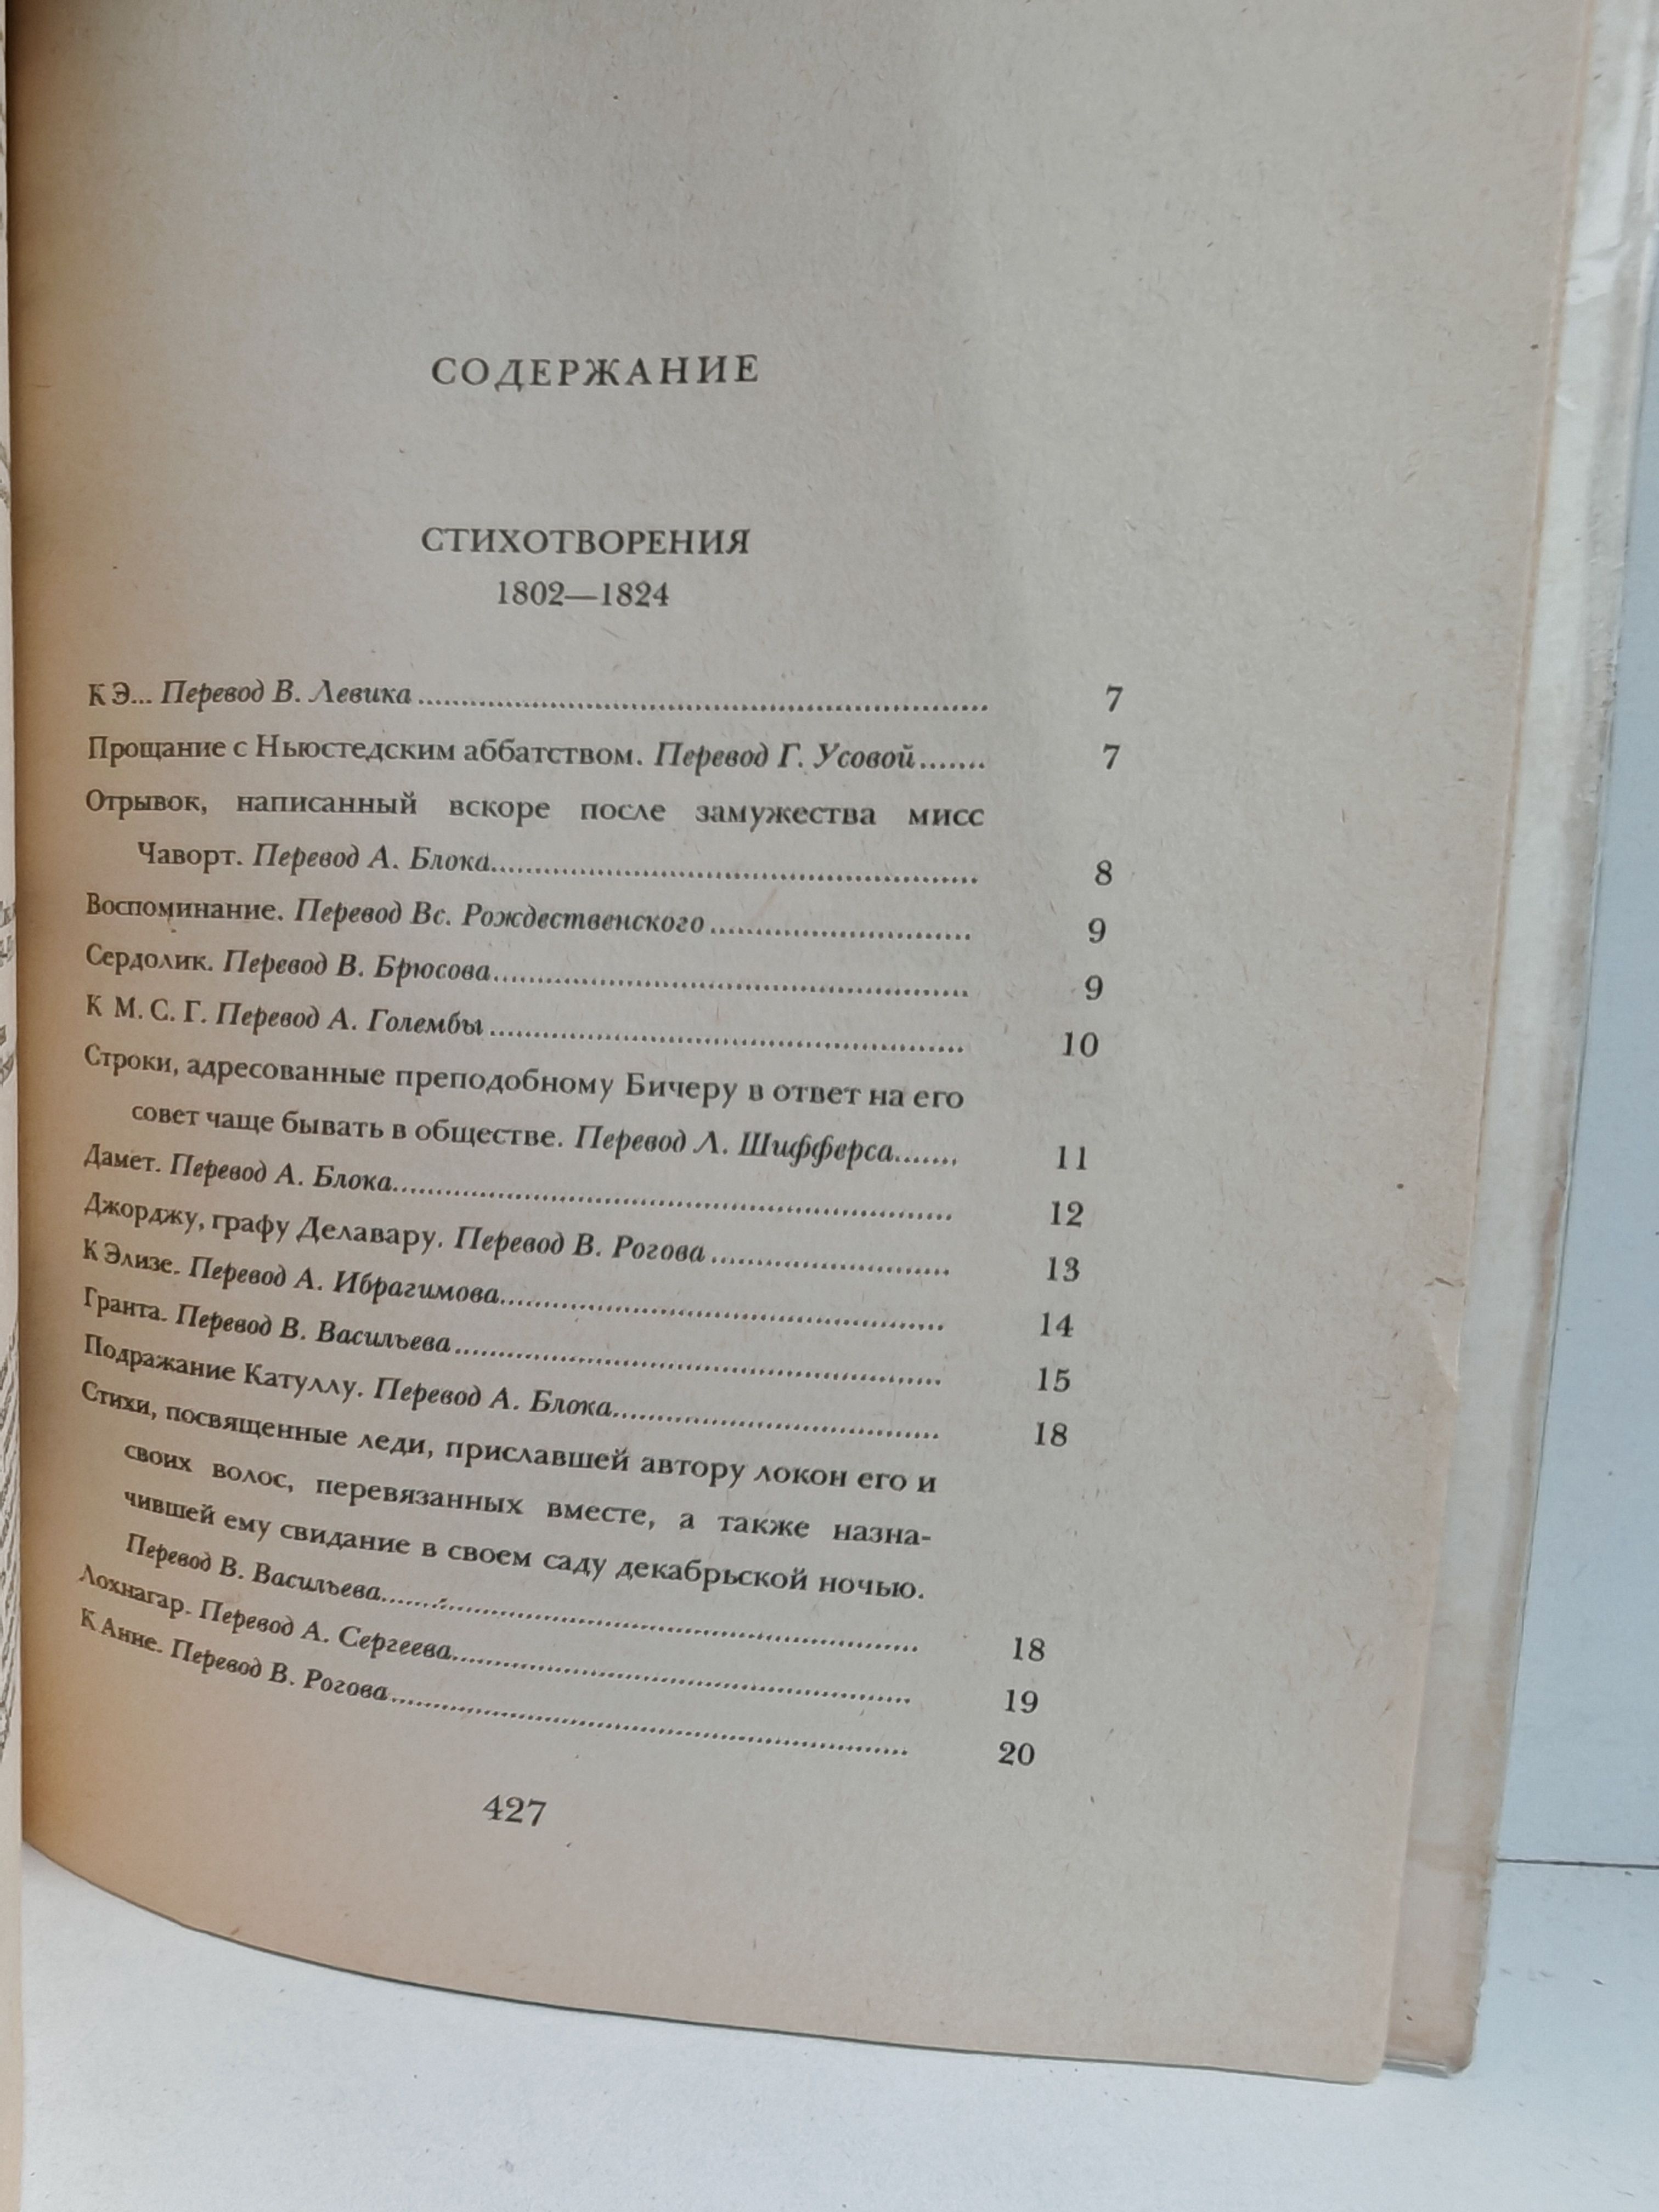 СОДЕРЖАНИЕ
СТИХОТВОРЕНИЯ
1802—1824
К Э... Перевод В. Левика 7
Прощание с Ньюстедским аббатством. Перевод Г. Усовой 7
Отрывок, написанный вскоре после замужества мисс
Чаворт. Перевод А. Блока 8
Воспоминание. Перевод Вс. Рождественского 9
Сердолик. Перевод В. Брюсова 9
К М. С. Г. Перевод А. Голембы 10
Строки, адресованные преподобному Бичеру в ответ на его
совет чаще бывать в обществе. Перевод Л. Шифферса 11
Дамет. Перевод А. Блока 12
Джорджу, графу Делавару. Перевод В. Рогова 13
К Элизе. Перевод А. Ибрагимова 14
Гранта. Перевод В. Васильева 15
Подражание Катуллу. Перевод А. Блока 18
Стихи, посвященные леди, приславшей автору локон его и
своих волос, перевязанных вместе, а также назна-
чившей ему свидание в своем саду декабрьской ночью.
Перевод В. Васильева 18
Лохнагар. Перевод А. Сергеева 19
К Анне. Перевод В. Рогова 20
427